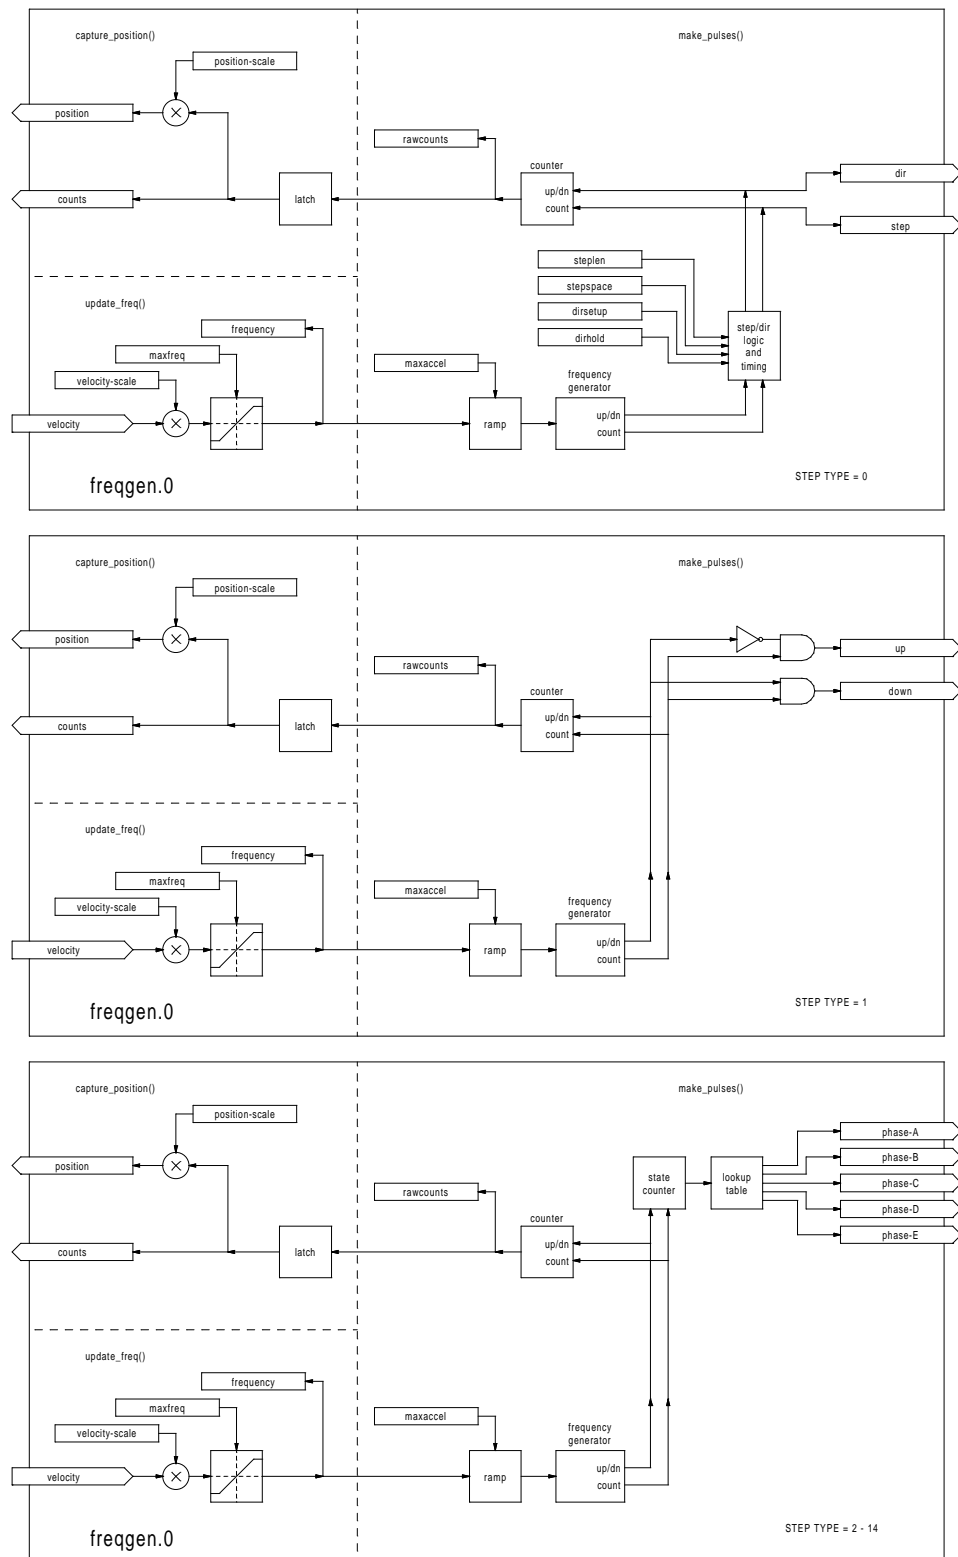 capture_position()
make_pulses()
position-scale
position
rawcounts
counter
up/dn
count
dir
counts
latch
step
steplen
stepspace
dirsetup
dirhold
step/dir
logic
and
timing
update_freq()
frequency
maxfreq
maxaccel
velocity-scale
frequency
generator
velocity
ramp
up/dn
count
freqgen.0
STEP TYPE = 0
capture_position()
make_pulses()
position-scale
position
up
rawcounts
counter
down
up/dn
count
counts
latch
update_freq()
frequency
maxfreq
maxaccel
velocity-scale
frequency
generator
velocity
ramp
up/dn
count
freqgen.0
STEP TYPE = 1
capture_position()
make_pulses()
position-scale
phase-A
position
phase-B
state
counter
lookup
table
phase-C
rawcounts
phase-D
counter
phase-E
up/dn
count
counts
latch
update_freq()
frequency
maxfreq
maxaccel
velocity-scale
frequency
generator
velocity
ramp
up/dn
count
freqgen.0
STEP TYPE = 2 - 14